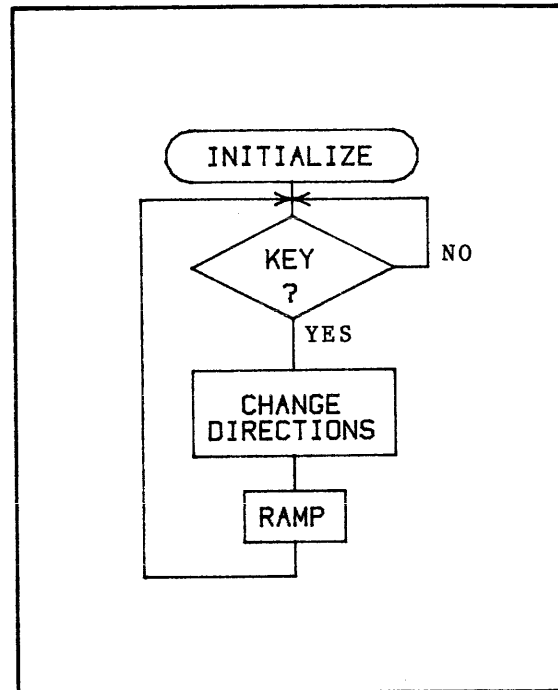 INITIALIZE
KEY
?
NO
YES
CHANGE
DIRECTIONS
RAMP